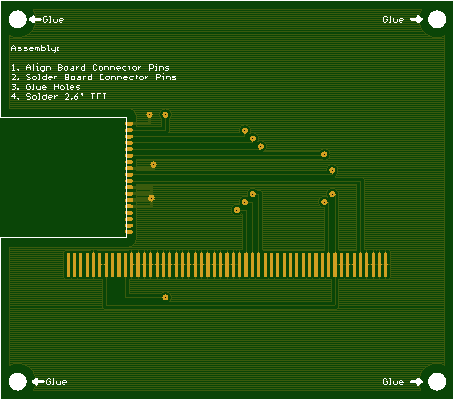 Glue
Glue
Assembly:
1. Align Board Connector Pins
2. Solder Board Connector Pins
3. Glue Holes
4. Solder 2.6" TFT
Glue
Glue